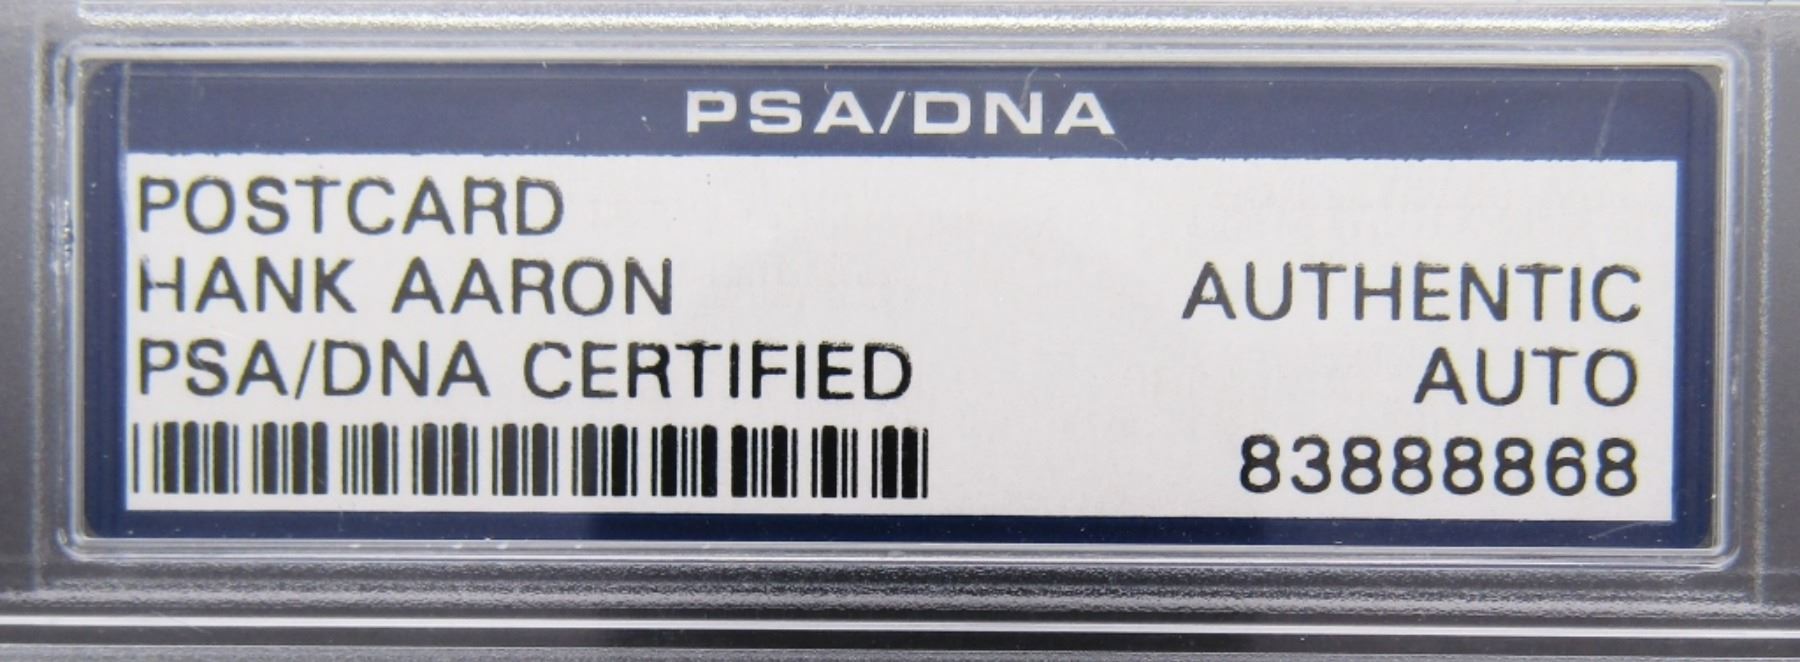 PSA/DNA
POSTCARD
HANK AARON AUTHENTIC
PSA/DNA CERTIFIED AUTO
83888868